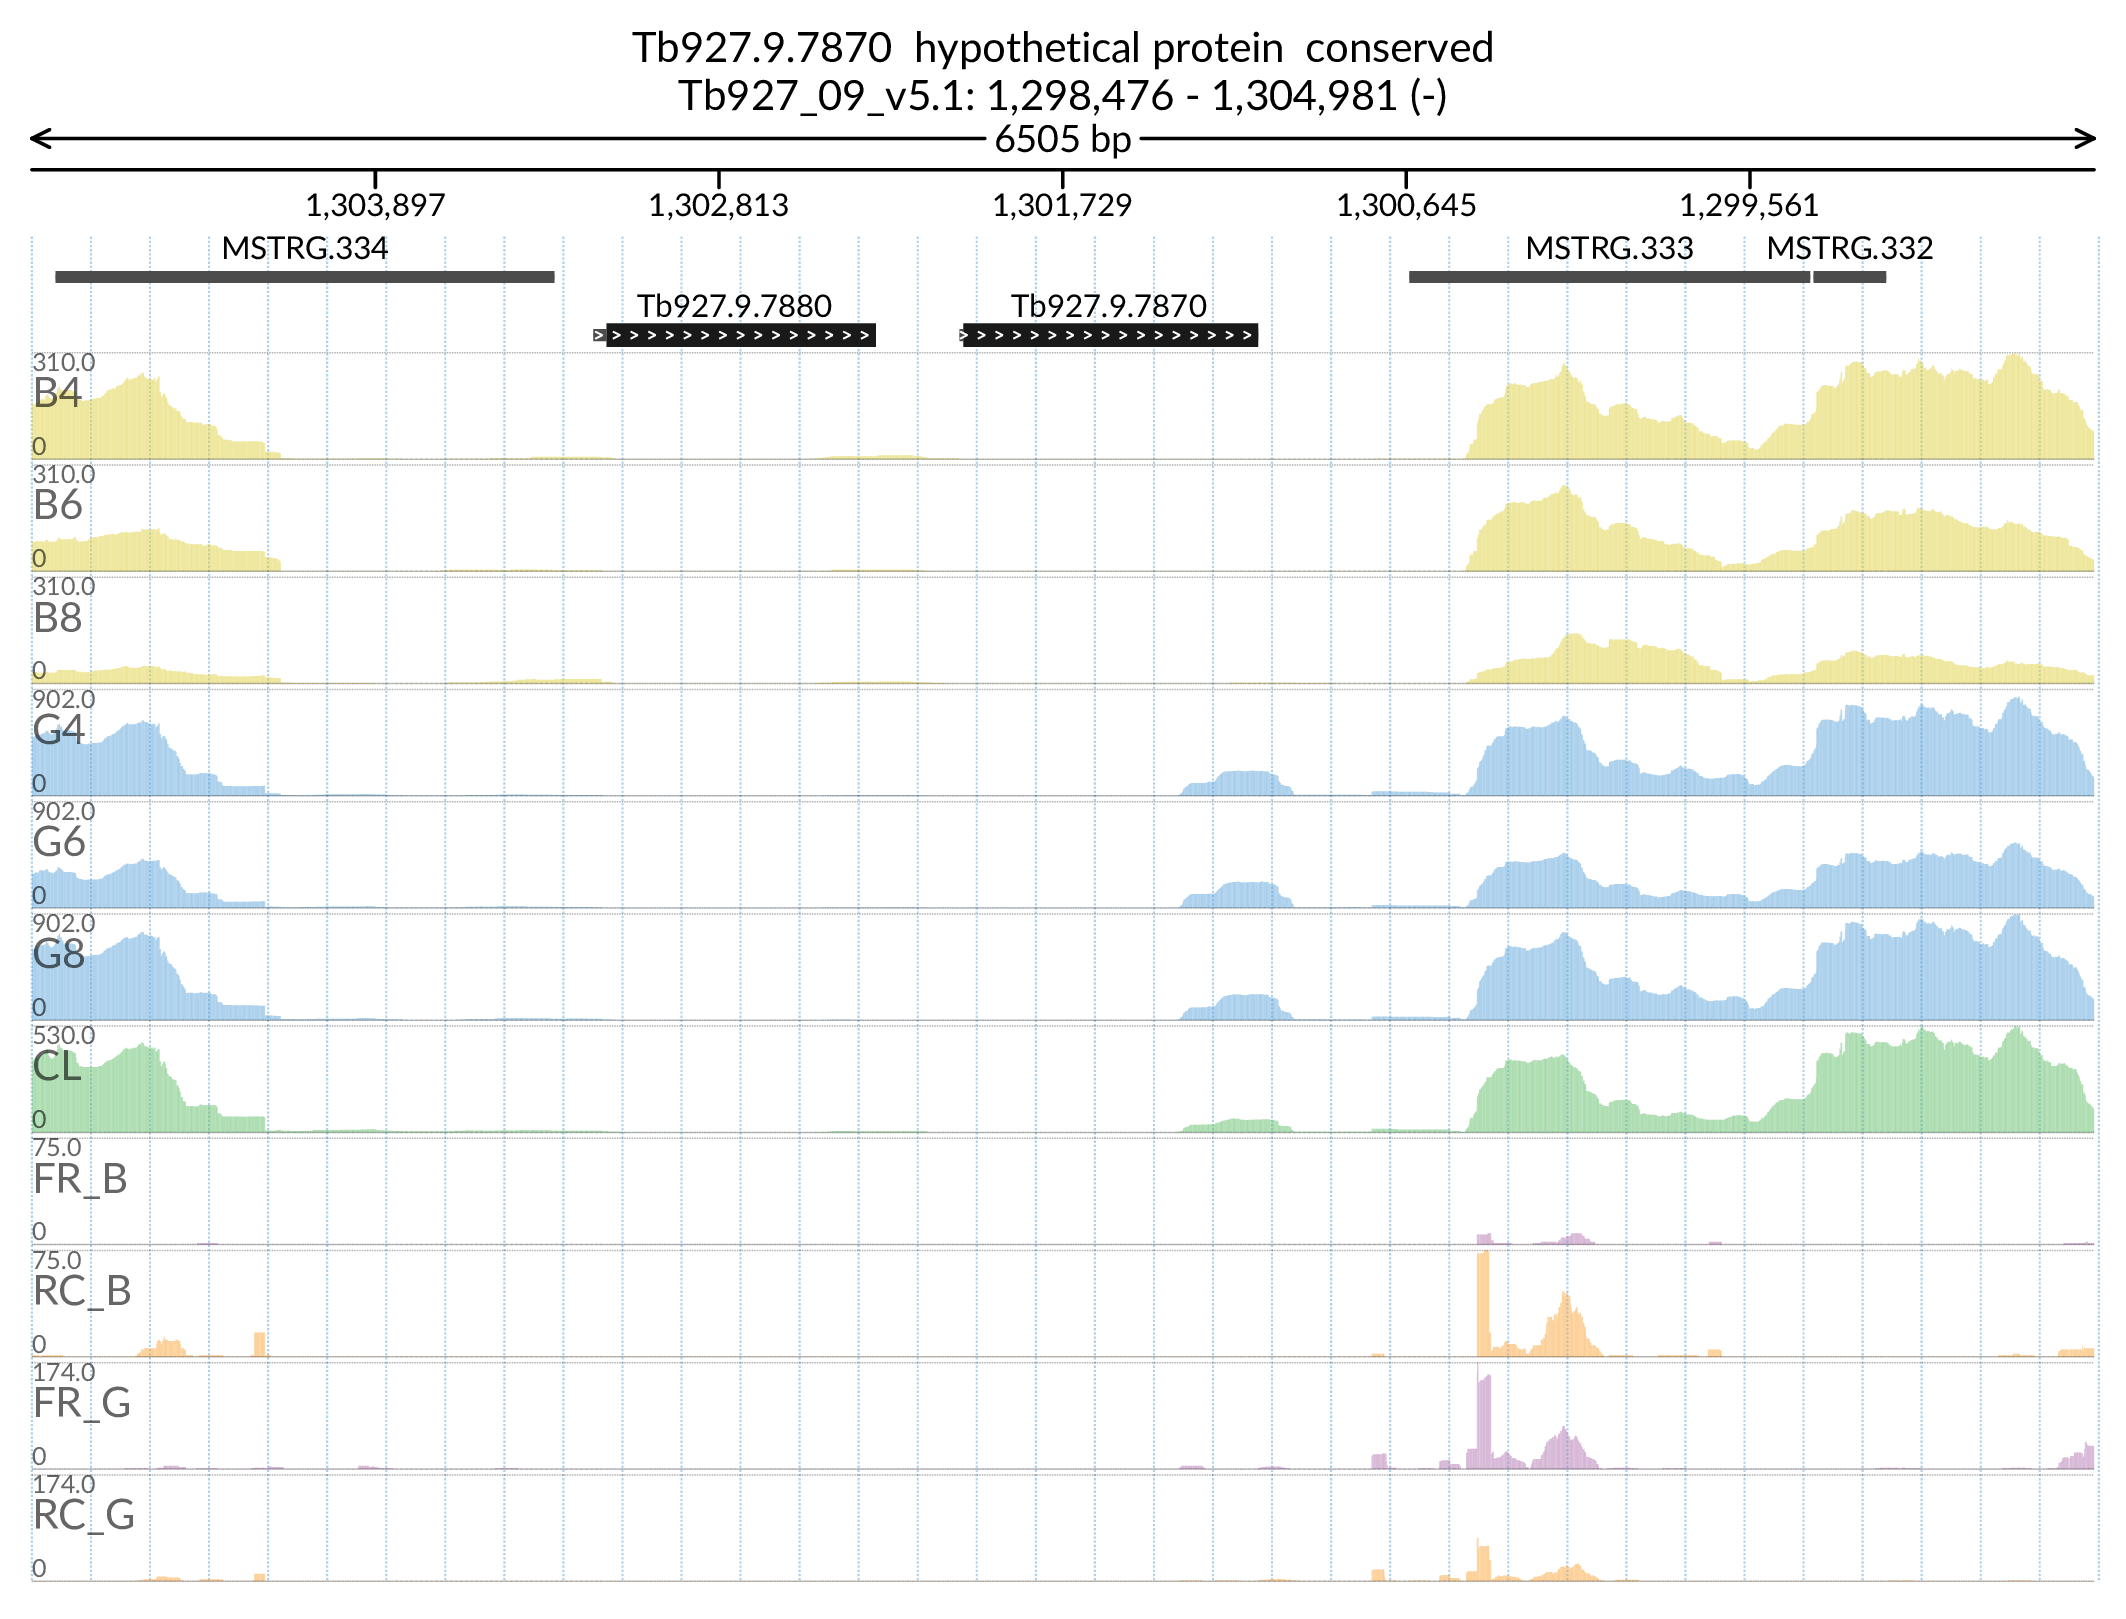 Tb927.9.7870 hypothetical protein conserved
Tb927_09_v5.1: 1,298,476 - 1,304,981 (-)
6505 bp
1,303,897 1,302,813 1,301,729 1,300,645 1,299,561
MSTRG.334 MSTRG.333 MSTRG.332
Tb927.9.7880 Tb927.9.7870
310.0
B4
0
310.0
B6
0
310.0
B8
0
902.0
G4
0
902.0
G6
0
902.0
G8
0
530.0
CL
0
75.0
FR_B
0
75.0
RC_B
0
174.0
FR_G
0
174.0
RC_G
0